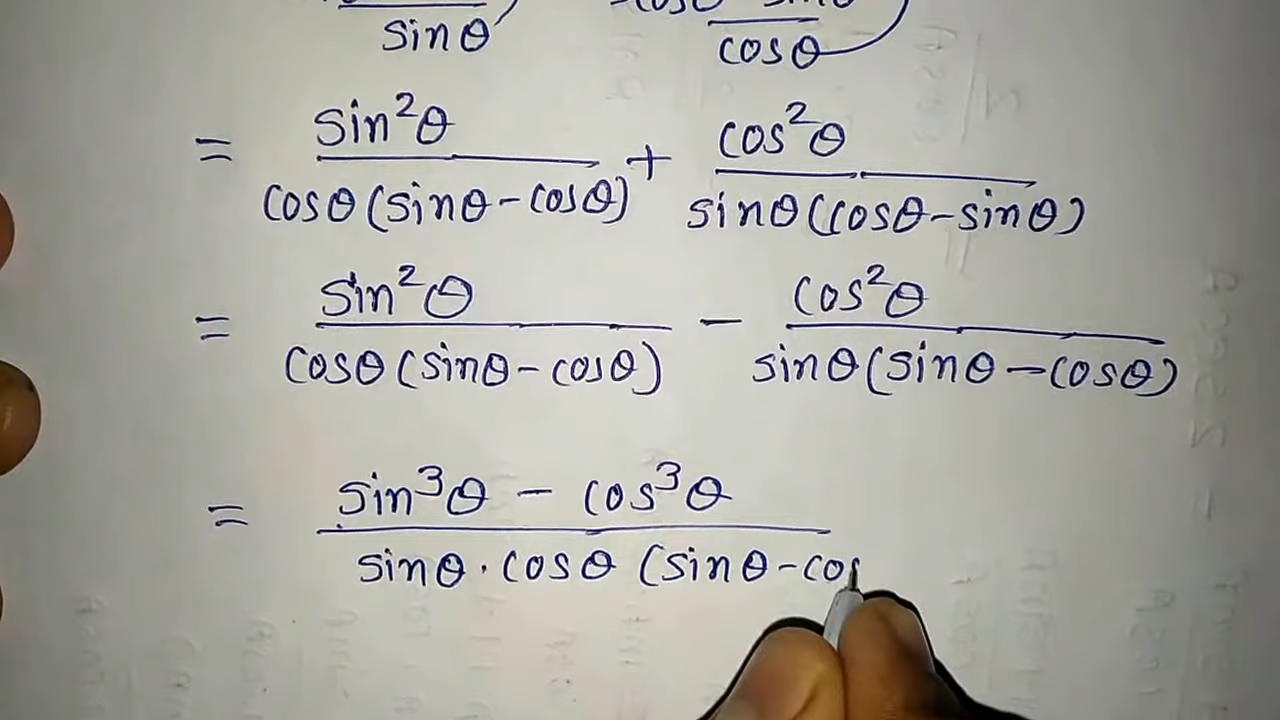 sinθ cosθ
= sin²θ / cosθ(sinθ-cosθ) + cos²θ / sinθ(cosθ-sinθ)
= sin²θ / cosθ(sinθ-cosθ) - cos²θ / sinθ(sinθ-cosθ)
= sin³θ - cos³θ / sinθ·cosθ (sinθ-cos